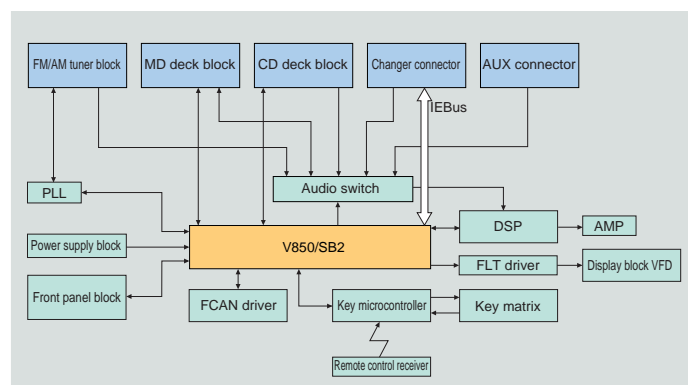 FM/AM tuner block
MD deck block
CD deck block
Changer connector
AUX connector
IEBus
Audio switch
PLL
DSP
AMP
Power supply block
V850/SB2
FLT driver
Display block VFD
Front panel block
FCAN driver
Key microcontroller
Key matrix
Remote control receiver